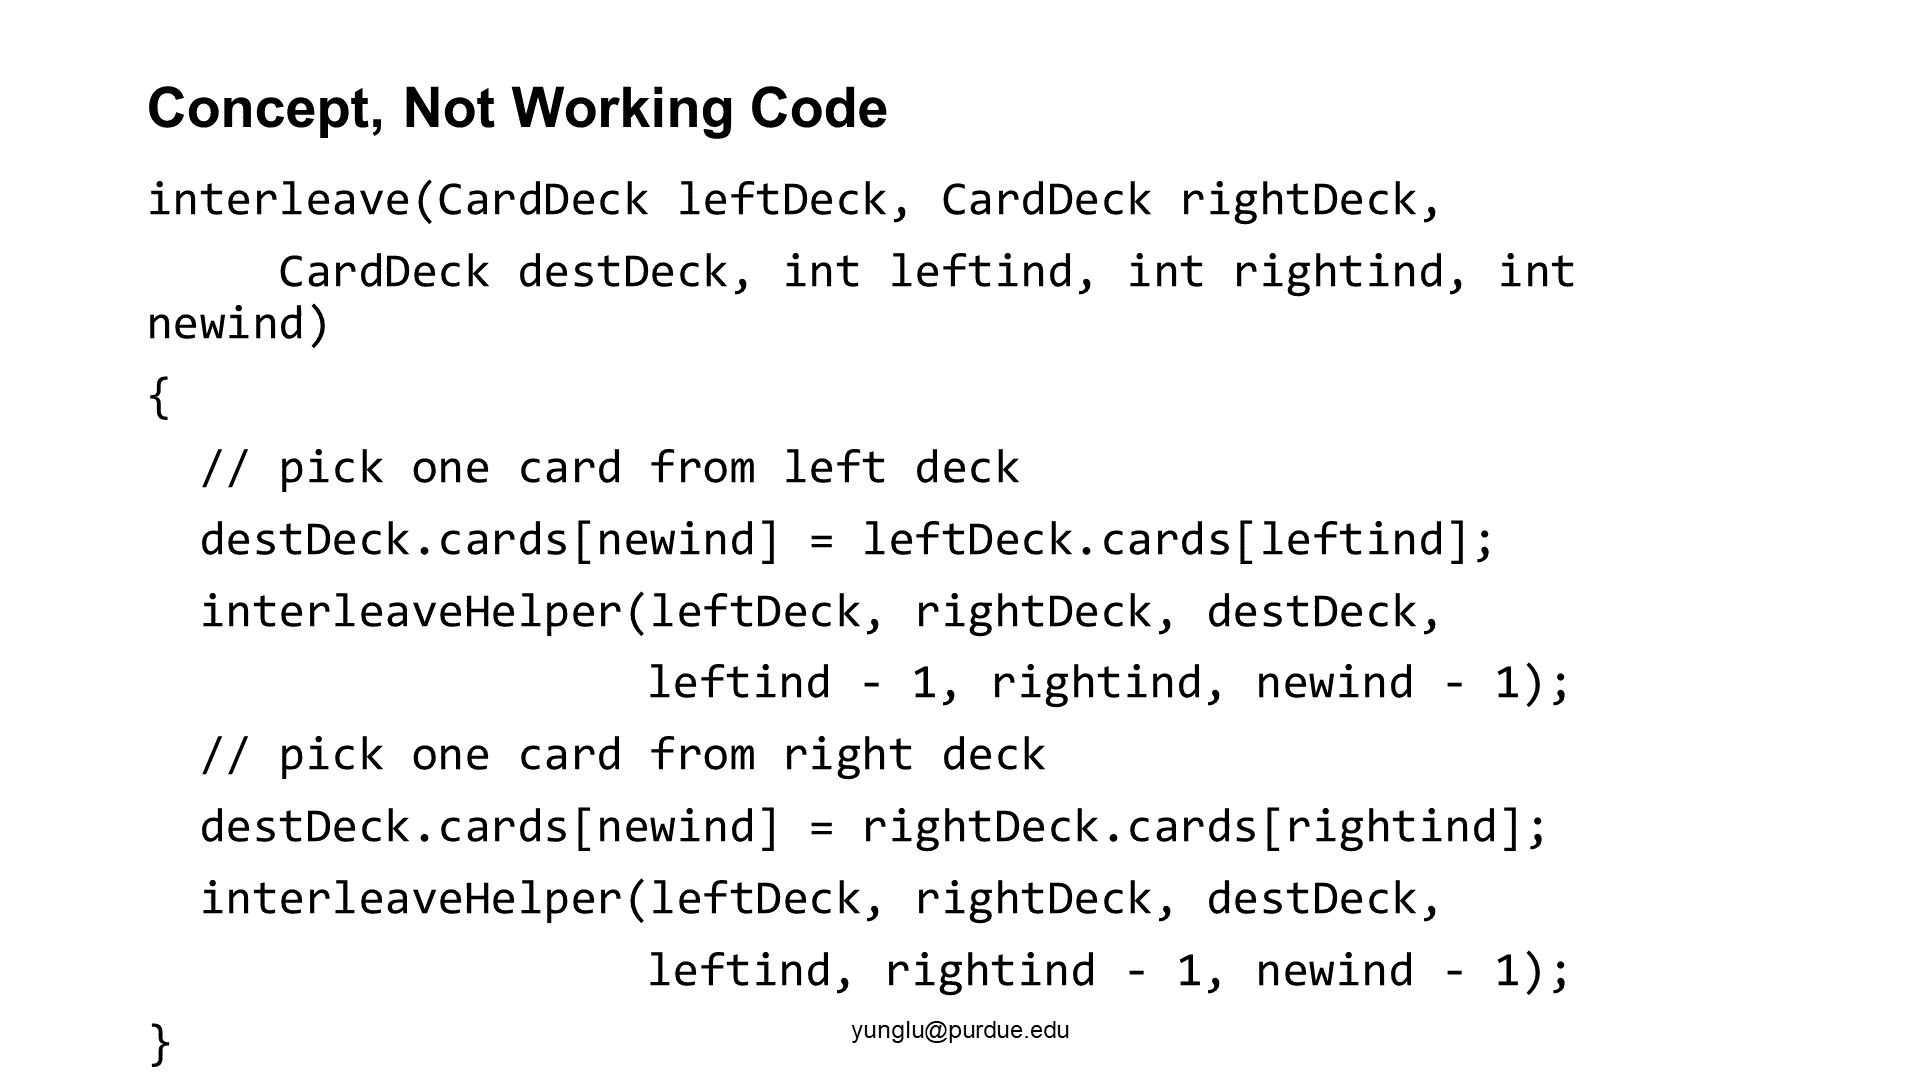 Concept, Not Working Code
interleave(CardDeck leftDeck, CardDeck rightDeck,
     CardDeck destDeck, int leftind, int rightind, int
newind)
{
  // pick one card from left deck
  destDeck.cards[newind] = leftDeck.cards[leftind];
  interleaveHelper(leftDeck, rightDeck, destDeck,
                   leftind - 1, rightind, newind - 1);
  // pick one card from right deck
  destDeck.cards[newind] = rightDeck.cards[rightind];
  interleaveHelper(leftDeck, rightDeck, destDeck,
                   leftind, rightind - 1, newind - 1);
}
yunglu@purdue.edu